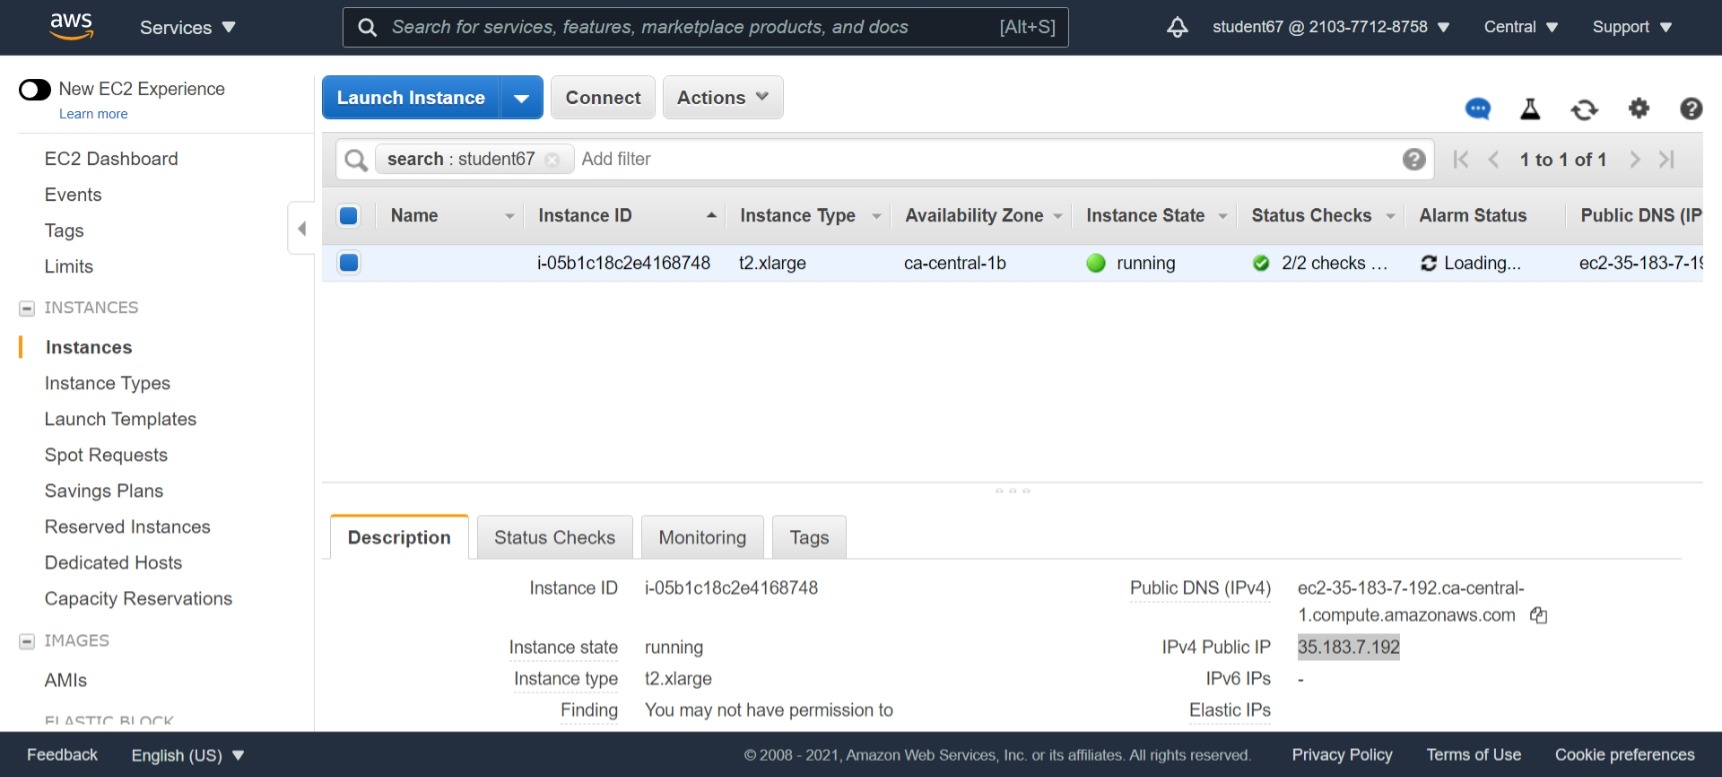 aws
Services
Search for services, features, marketplace products, and docs [Alt+S]
student67 @ 2103-7712-8758
Central
Support
New EC2 Experience
Learn more
EC2 Dashboard
Events
Tags
Limits
INSTANCES
Instances
Instance Types
Launch Templates
Spot Requests
Savings Plans
Reserved Instances
Dedicated Hosts
Capacity Reservations
IMAGES
AMIs
ELASTIC BLOCK
Launch Instance
Connect
Actions
search : student67 Add filter
1 to 1 of 1
Name Instance ID Instance Type Availability Zone Instance State Status Checks Alarm Status Public DNS (IP
i-05b1c18c2e4168748 t2.xlarge ca-central-1b running 2/2 checks ... Loading... ec2-35-183-7-19
Description Status Checks Monitoring Tags
Instance ID i-05b1c18c2e4168748
Instance state running
Instance type t2.xlarge
Finding You may not have permission to
Public DNS (IPv4) ec2-35-183-7-192.ca-central-
1.compute.amazonaws.com
IPv4 Public IP 35.183.7.192
IPv6 IPs -
Elastic IPs
Feedback English (US)
© 2008 - 2021, Amazon Web Services, Inc. or its affiliates. All rights reserved. Privacy Policy Terms of Use Cookie preferences